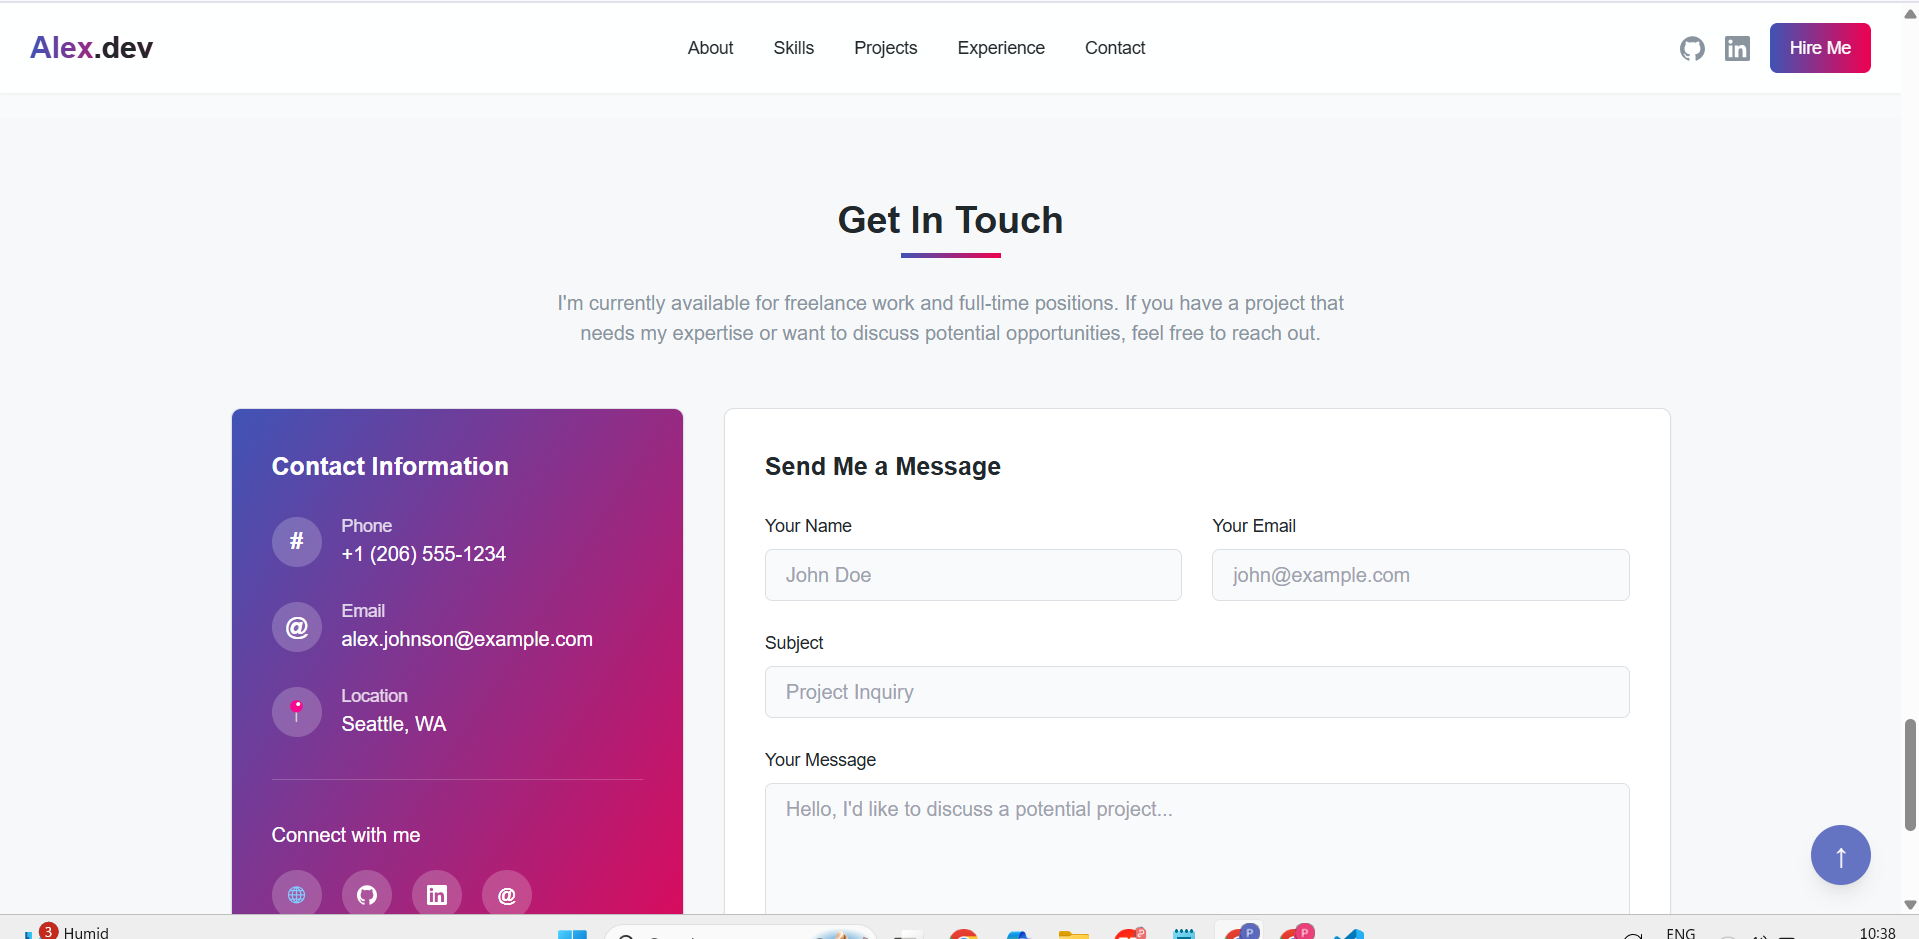 Alex.dev
About
Skills
Projects
Experience
Contact
in
Hire Me
Get In Touch
I'm currently available for freelance work and full-time positions. If you have a project that
needs my expertise or want to discuss potential opportunities, feel free to reach out.
Contact Information
#
Phone
+1 (206) 555-1234
@
Email
alex.johnson@example.com
Location
Seattle, WA
Connect with me
in
@
Send Me a Message
Your Name
Your Email
John Doe
john@example.com
Subject
Project Inquiry
Your Message
Hello, I'd like to discuss a potential project...
↑
3
Humid
P
P
ENG
10:38